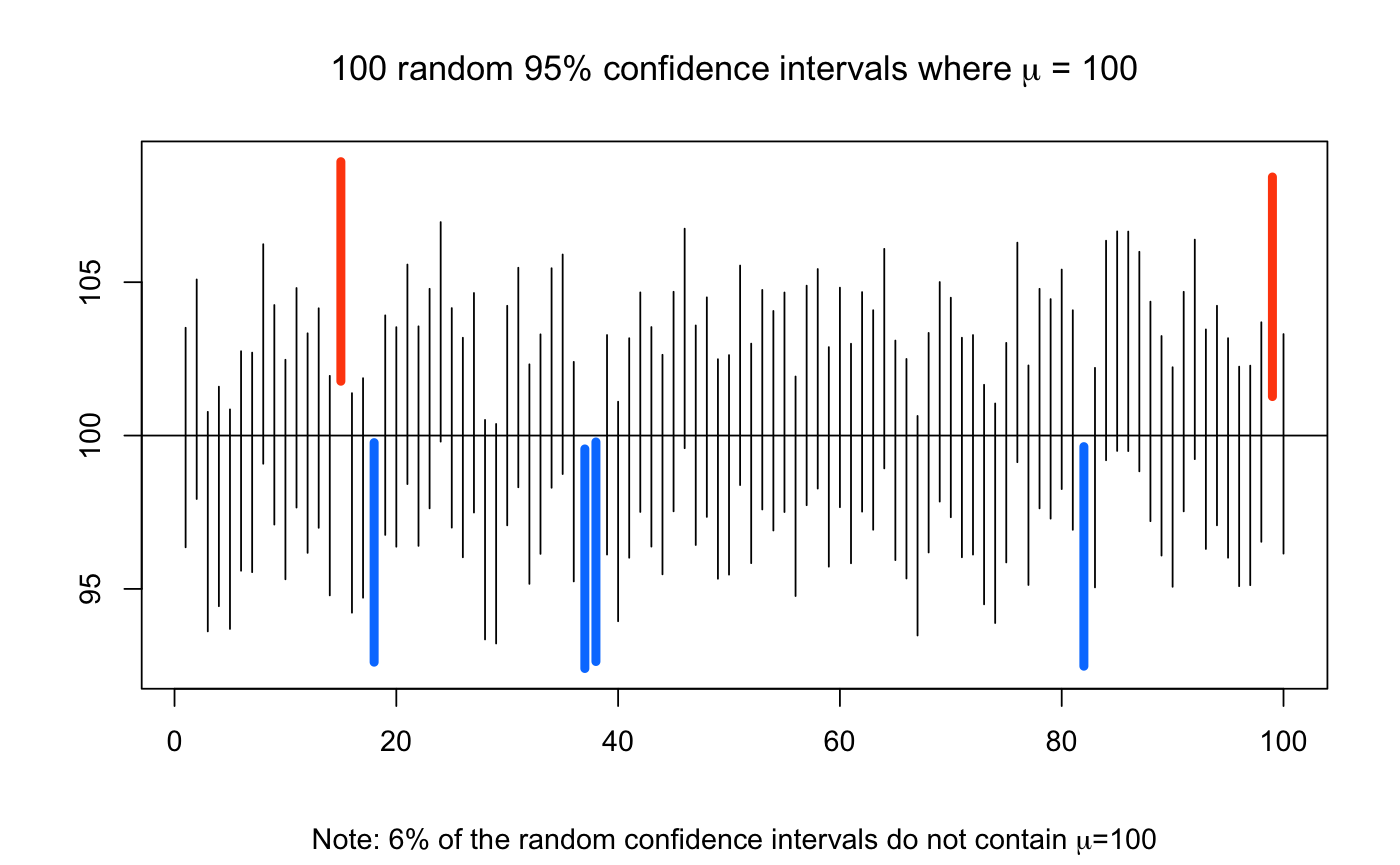 100 random 95% confidence intervals where μ = 100
105
100
95
0 20 40 60 80 100
Note: 6% of the random confidence intervals do not contain μ=100